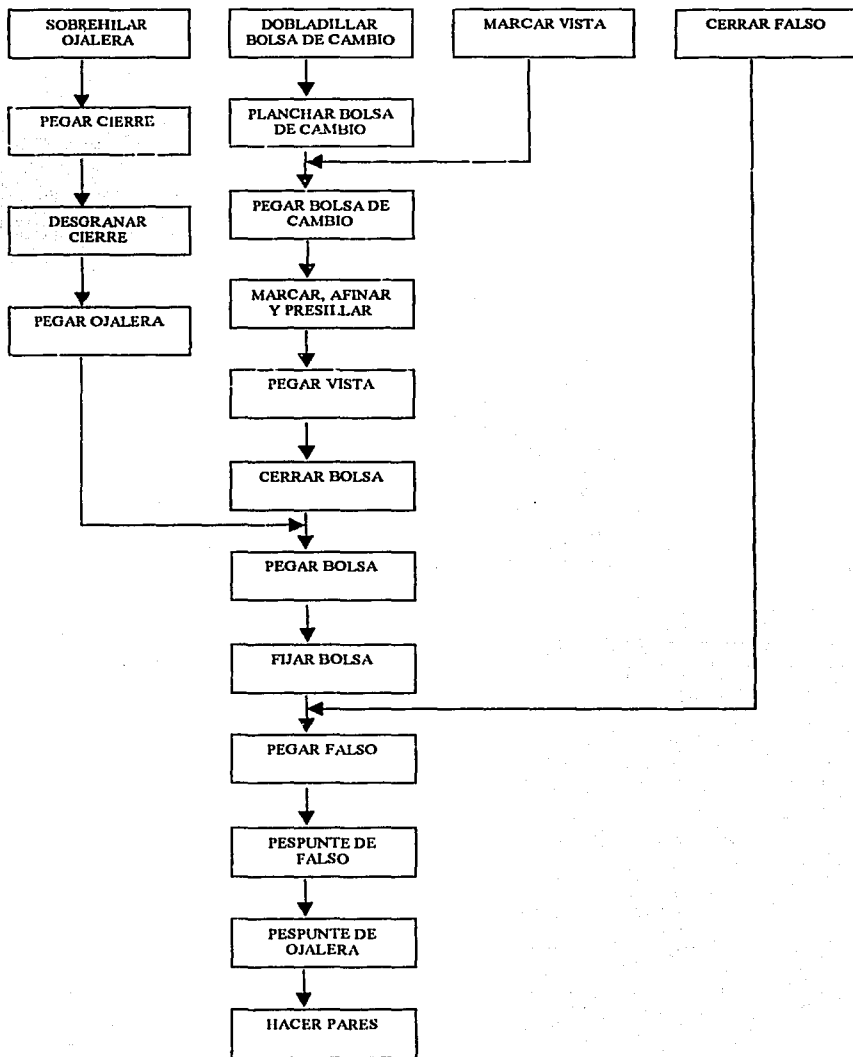 SOBREHILAR
OJALERA
DOBLADILLAR
BOLSA DE CAMBIO
MARCAR VISTA
CERRAR FALSO
PEGAR CIERRE
PLANCHAR BOLSA
DE CAMBIO
DESGRANAR
CIERRE
PEGAR BOLSA DE
CAMBIO
PEGAR OJALERA
MARCAR, AFINAR
Y PRESILLAR
PEGAR VISTA
CERRAR BOLSA
PEGAR BOLSA
FIJAR BOLSA
PEGAR FALSO
PESPUNTE DE
FALSO
PESPUNTE DE
OJALERA
HACER PARES